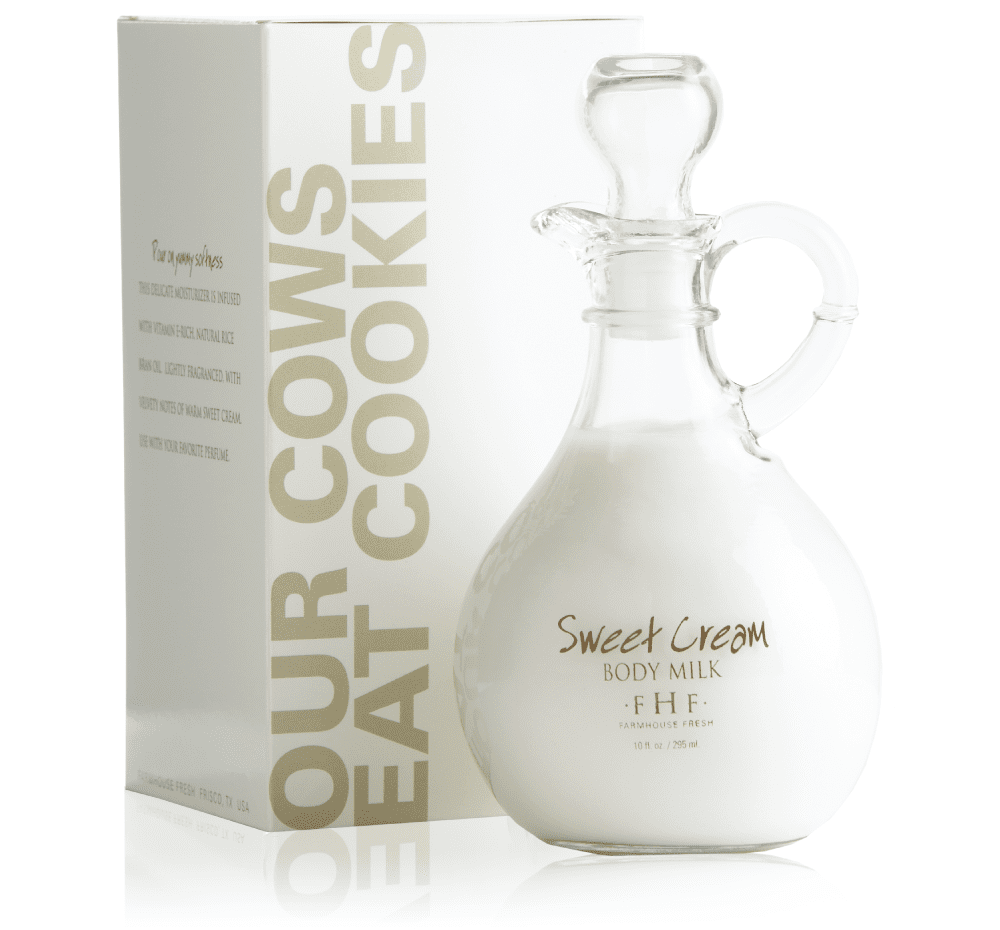 Pour on yummy softness
THIS DELICATE MOISTURIZER IS INFUSED
WITH VITAMIN E-RICH, NATURAL RICE
BRAN OIL. LIGHTLY FRAGRANCED, WITH
VELVETY NOTES OF WARM SWEET CREAM.
USE WITH YOUR FAVORITE PERFUME.
FARMHOUSE FRESH FRISCO, TX USA
OUR COWS
EAT COOKIES
Sweet Cream
BODY MILK
·FHF·
FARMHOUSE FRESH
10 fl. oz. / 295 ml.